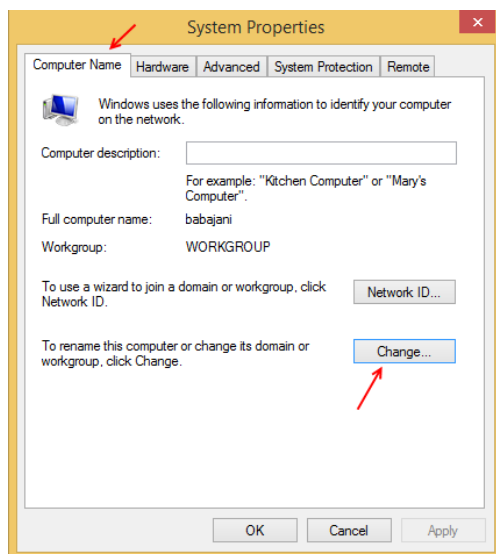 System Properties
Computer Name Hardware Advanced System Protection Remote
Windows uses the following information to identify your computer
on the network.
Computer description:
For example: "Kitchen Computer" or "Mary's
Computer".
Full computer name: babajani
Workgroup: WORKGROUP
To use a wizard to join a domain or workgroup, click
Network ID.
Network ID...
To rename this computer or change its domain or
workgroup, click Change.
Change...
OK Cancel Apply